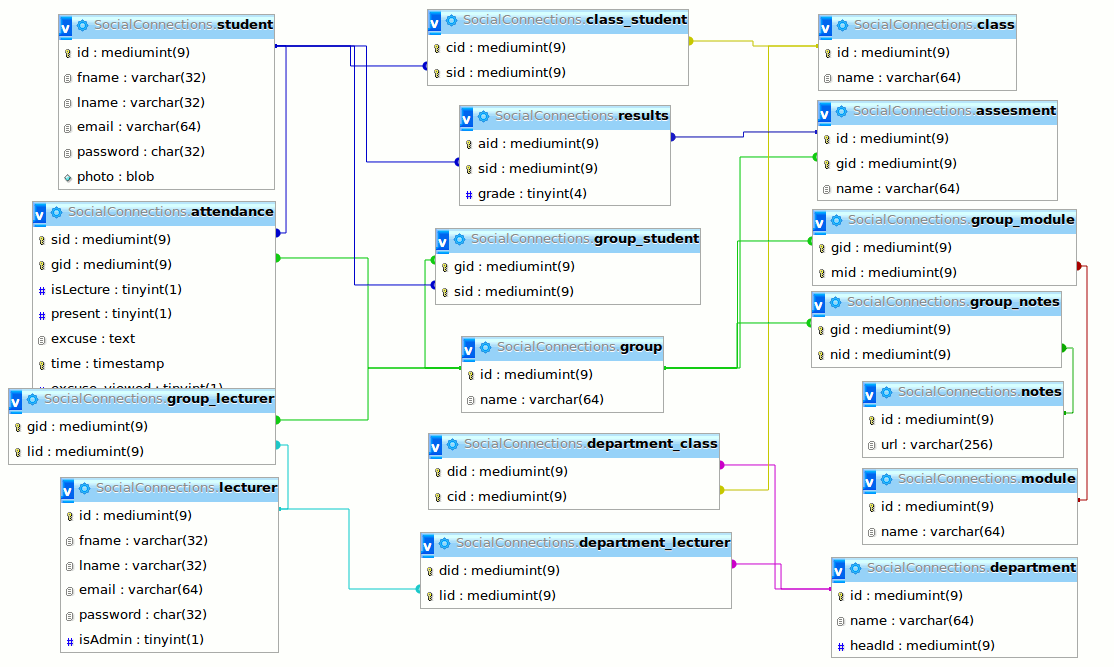 SocialConnections.student
id : mediumint(9)
fname : varchar(32)
lname : varchar(32)
email : varchar(64)
password : char(32)
photo : blob
SocialConnections.attendance
sid : mediumint(9)
gid : mediumint(9)
isLecture : tinyint(1)
present : tinyint(1)
excuse : text
time : timestamp
excuse_viewed : tinyint(1)
SocialConnections.group_lecturer
gid : mediumint(9)
lid : mediumint(9)
SocialConnections.lecturer
id : mediumint(9)
fname : varchar(32)
lname : varchar(32)
email : varchar(64)
password : char(32)
isAdmin : tinyint(1)
SocialConnections.class_student
cid : mediumint(9)
sid : mediumint(9)
SocialConnections.results
aid : mediumint(9)
sid : mediumint(9)
grade : tinyint(4)
SocialConnections.group_student
gid : mediumint(9)
sid : mediumint(9)
SocialConnections.group
id : mediumint(9)
name : varchar(64)
SocialConnections.department_class
did : mediumint(9)
cid : mediumint(9)
SocialConnections.department_lecturer
did : mediumint(9)
lid : mediumint(9)
SocialConnections.class
id : mediumint(9)
name : varchar(64)
SocialConnections.assesment
id : mediumint(9)
gid : mediumint(9)
name : varchar(64)
SocialConnections.group_module
gid : mediumint(9)
mid : mediumint(9)
SocialConnections.group_notes
gid : mediumint(9)
nid : mediumint(9)
SocialConnections.notes
id : mediumint(9)
url : varchar(256)
SocialConnections.module
id : mediumint(9)
name : varchar(64)
SocialConnections.department
id : mediumint(9)
name : varchar(64)
headId : mediumint(9)